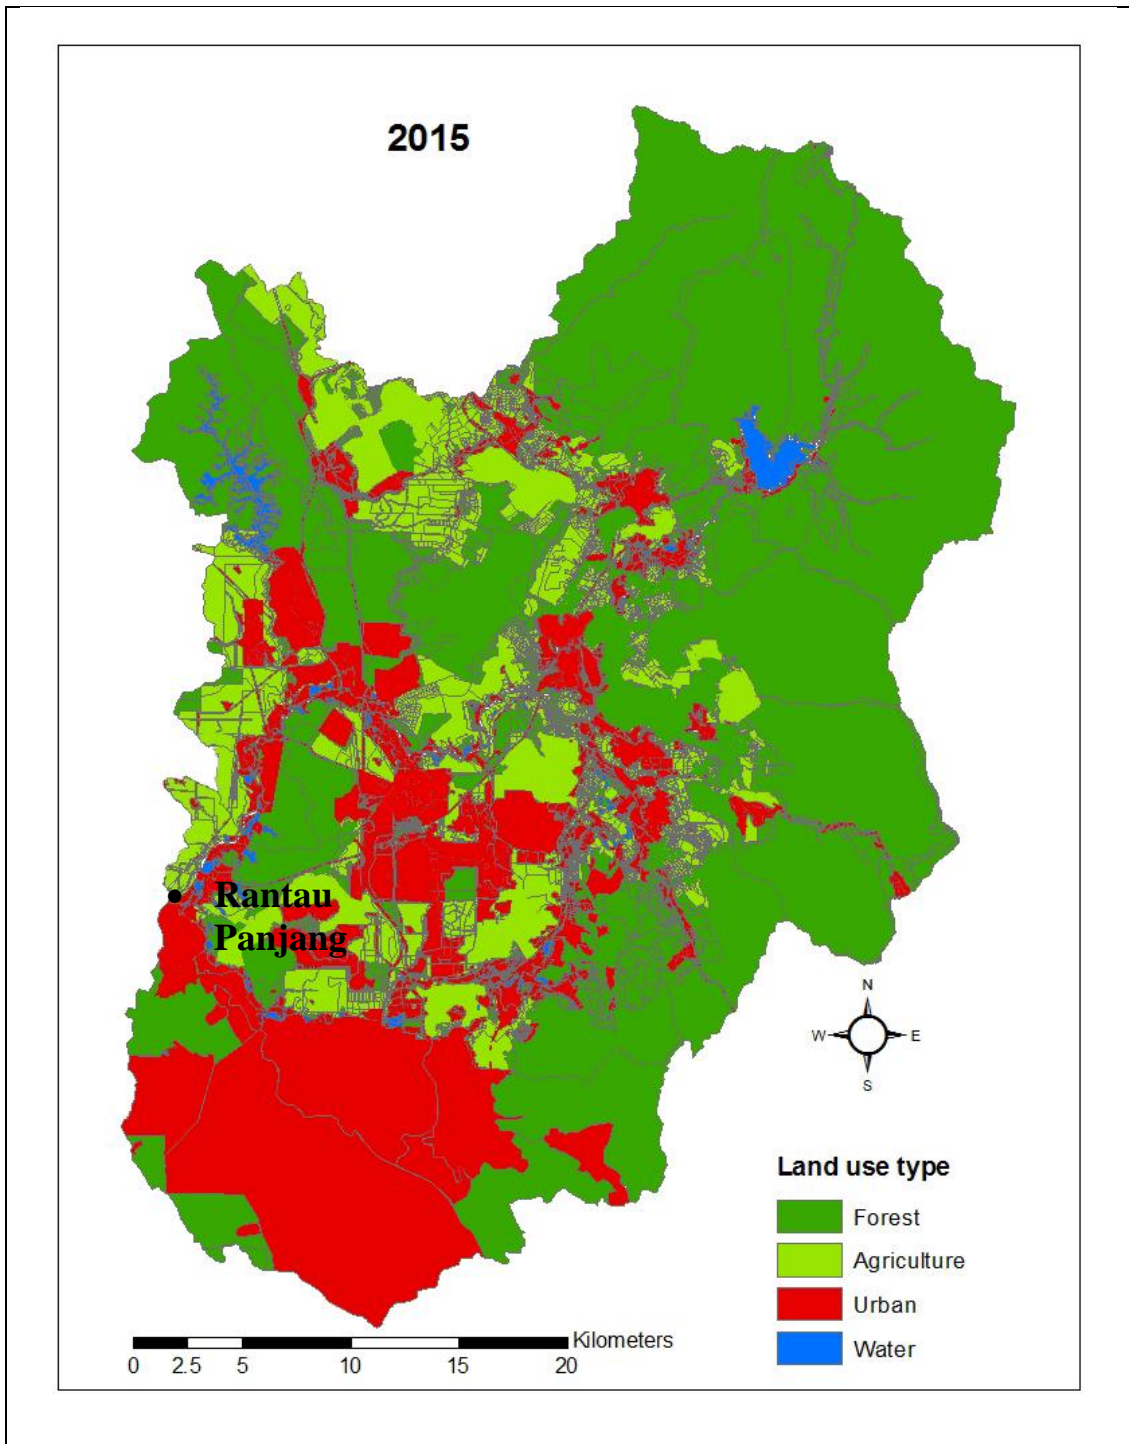 2015
Rantau
Panjang
N
W E
S
Land use type
Forest
Agriculture
Urban
Water
Kilometers
0 2.5 5 10 15 20